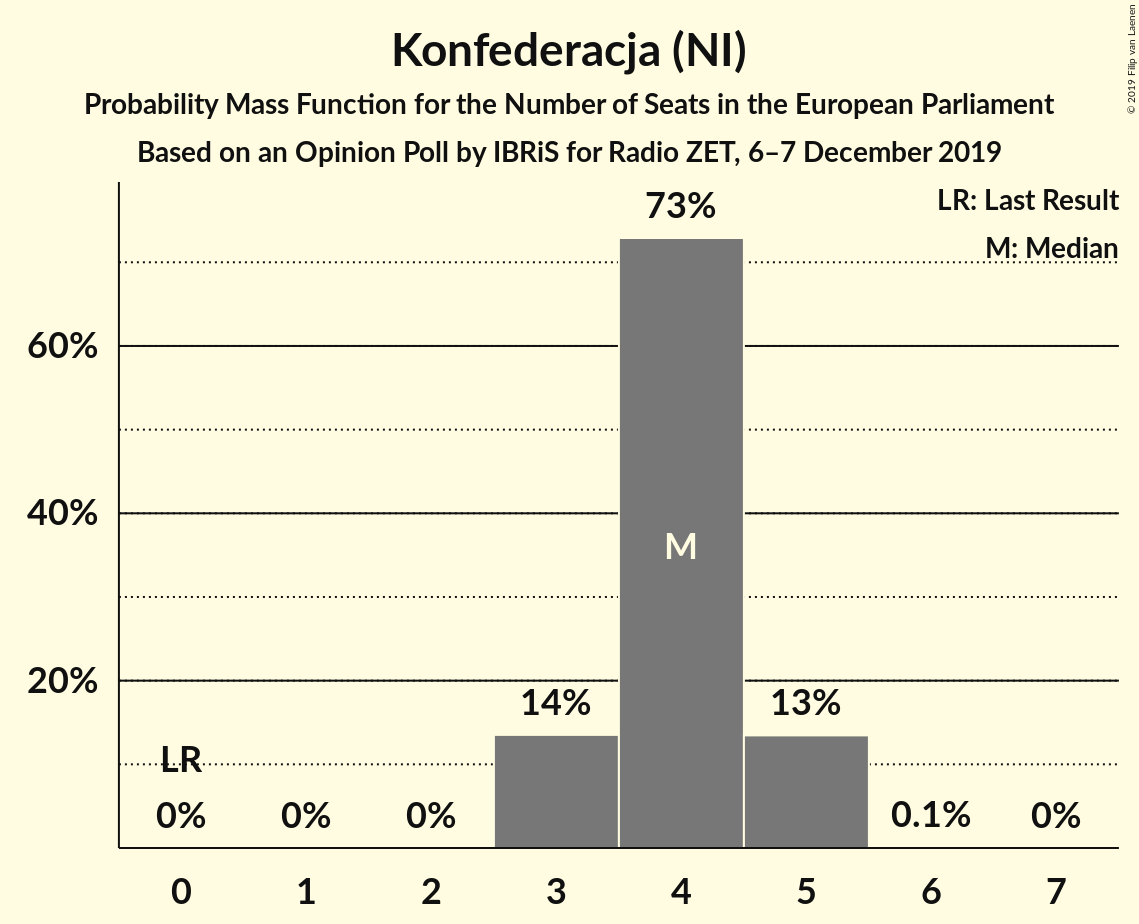 Konfederacja (NI)
Probability Mass Function for the Number of Seats in the European Parliament
Based on an Opinion Poll by IBRiS for Radio ZET, 6–7 December 2019
© 2019 Filip van Laenen
LR: Last Result
M: Median
73%
60%
40%
M
20%
14%
13%
LR
0%
0%
0%
0.1%
0%
0 1 2 3 4 5 6 7